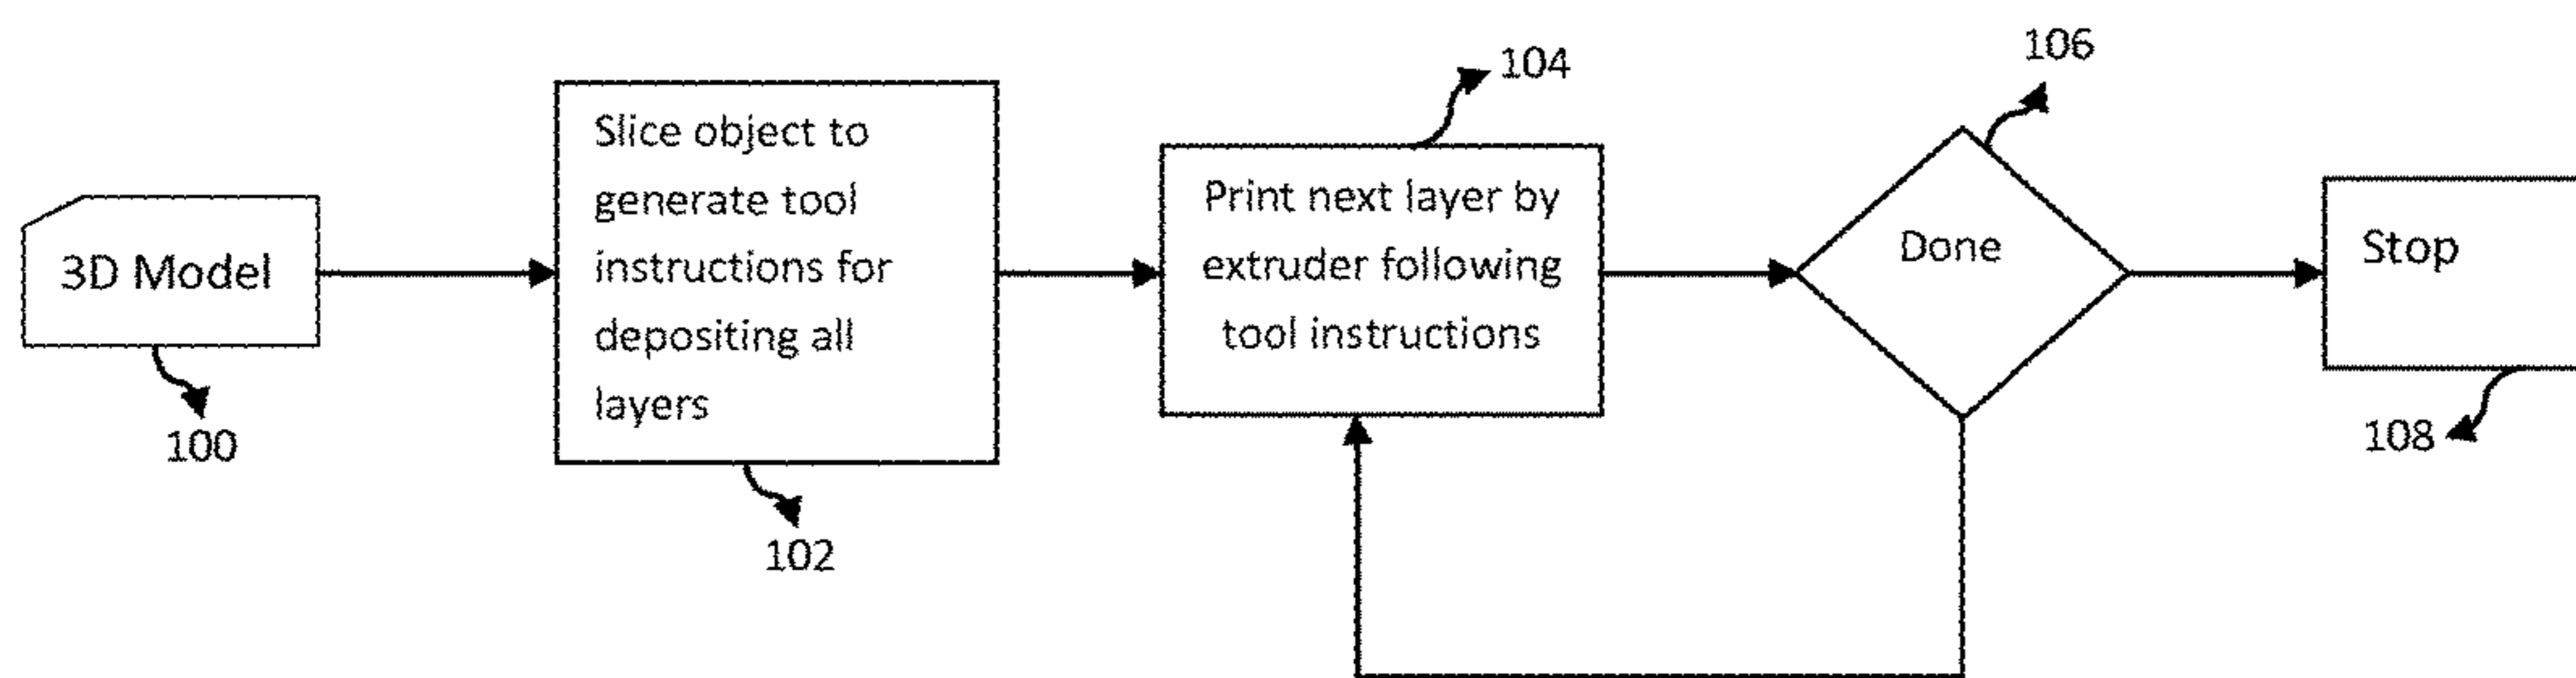 3D Model
100
Slice object to
generate tool
instructions for
depositing all
layers
102
104
Print next layer by
extruder following
tool instructions
106
Done
Stop
108